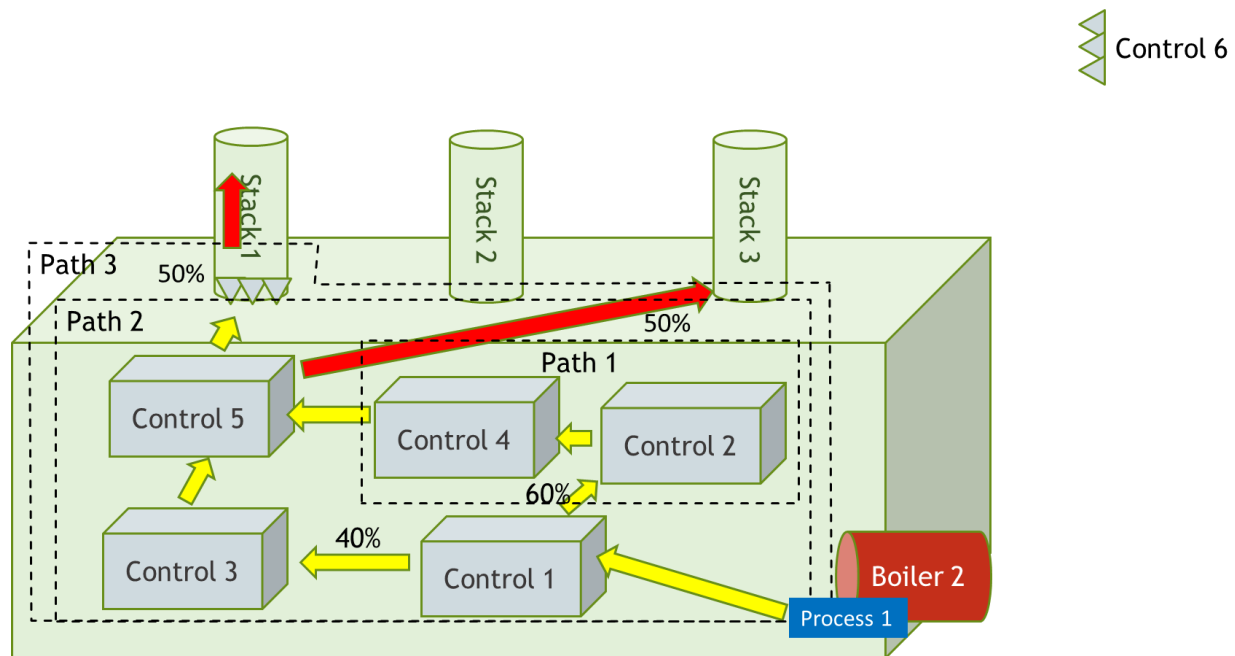 Control 6
Stack 1
Stack 2
Stack 3
Path 3
50%
Path 2
50%
Path 1
Control 5
Control 4
Control 2
60%
40%
Control 3
Control 1
Boiler 2
Process 1